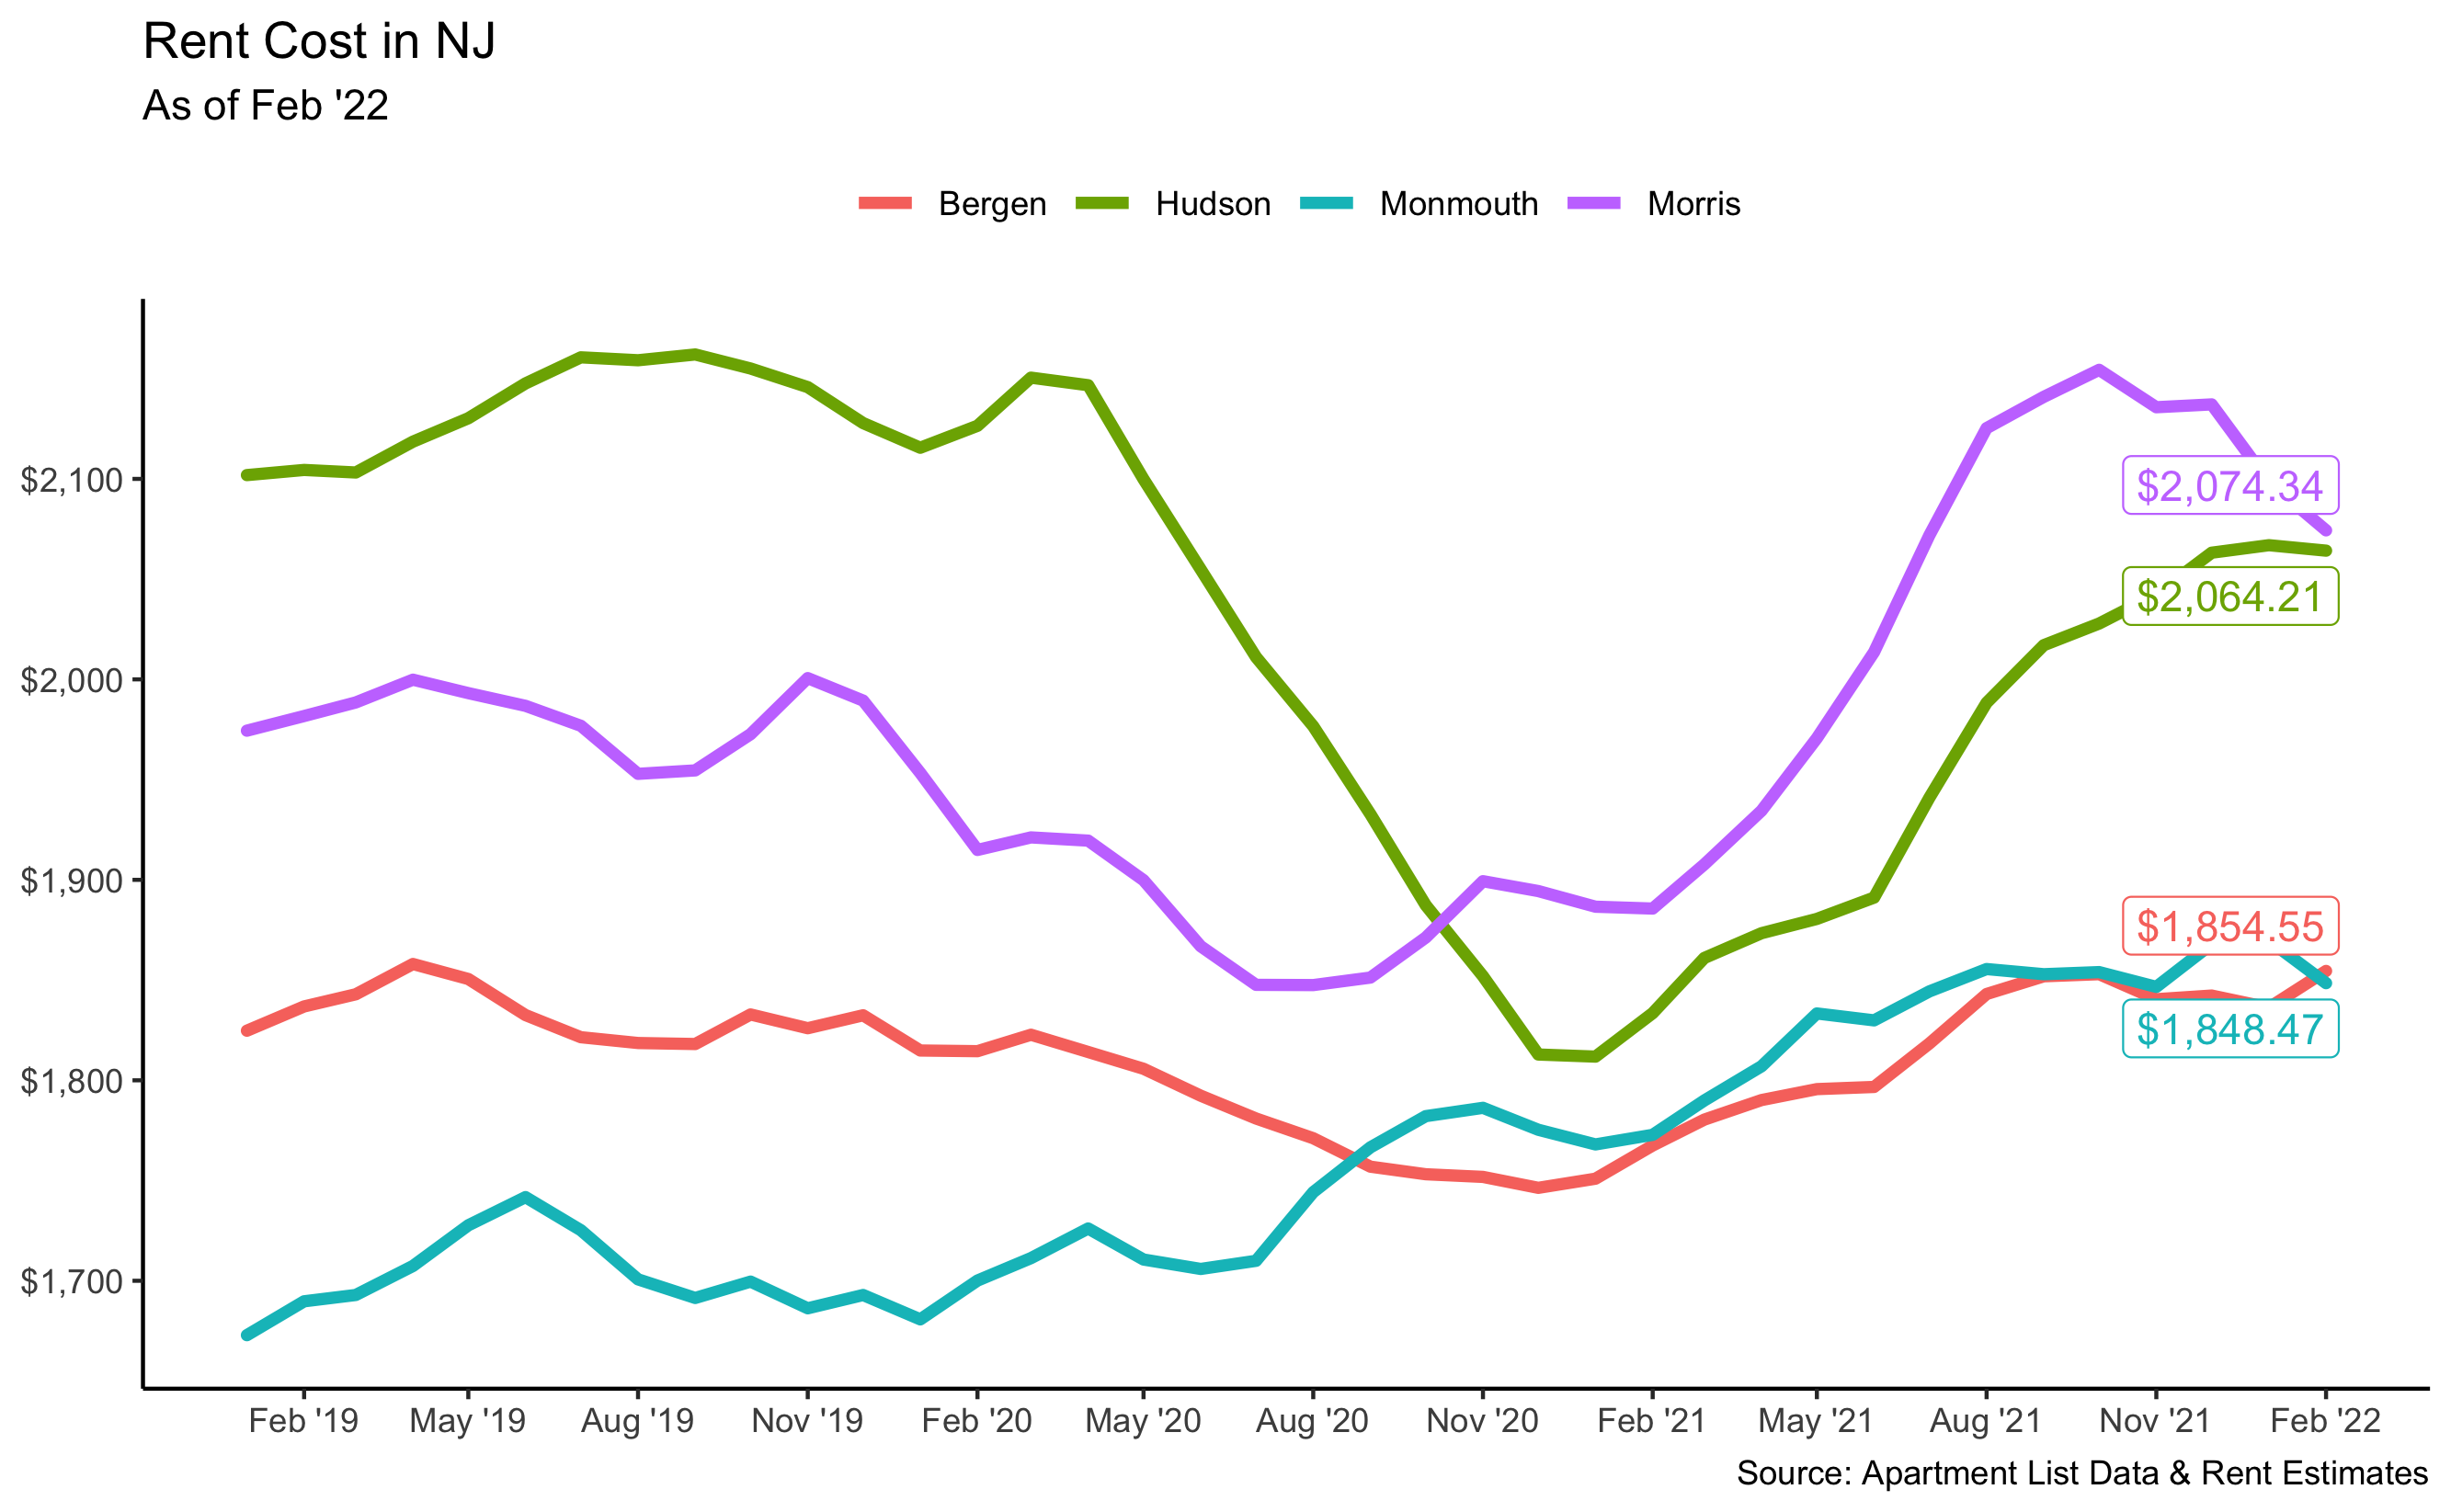 Rent Cost in NJ
As of Feb '22
Bergen Hudson Monmouth Morris
$2,100
$2,000
$1,900
$1,800
$1,700
$2,074.34
$2,064.21
$1,854.55
$1,848.47
Feb '19 May '19 Aug '19 Nov '19 Feb '20 May '20 Aug '20 Nov '20 Feb '21 May '21 Aug '21 Nov '21 Feb '22
Source: Apartment List Data & Rent Estimates